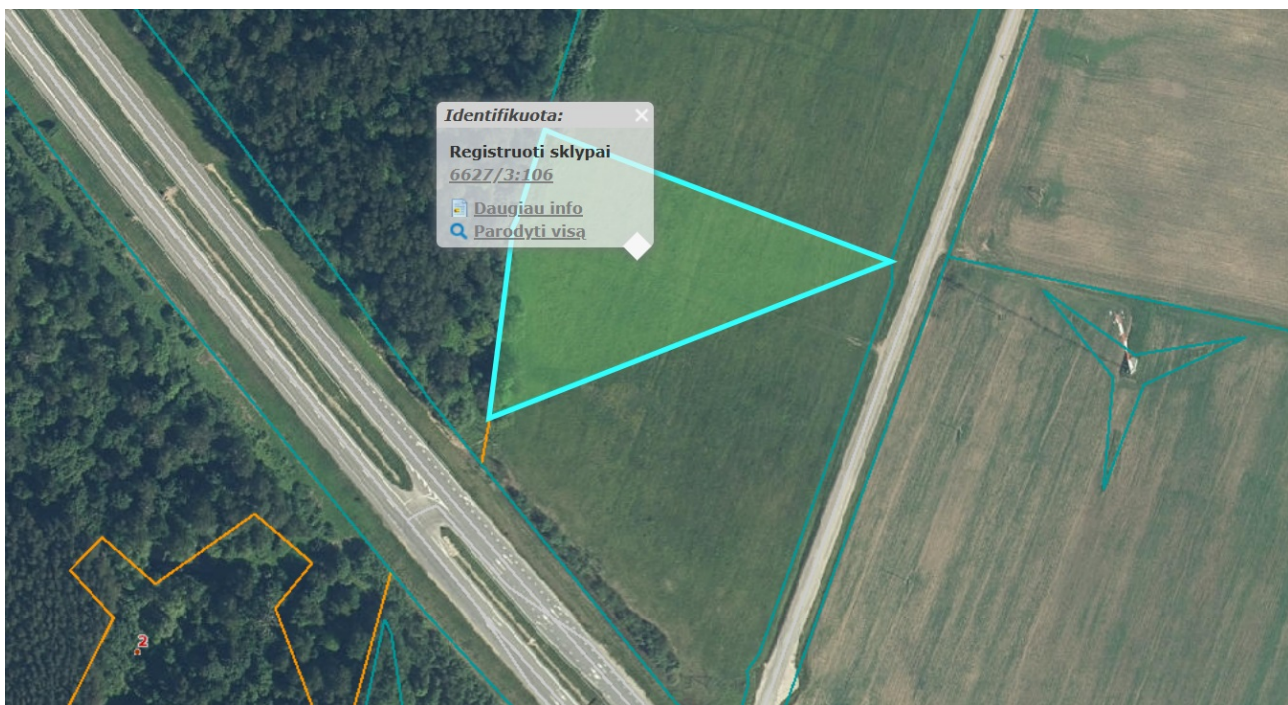 Identifikuota:
Registruoti sklypai
6627/3:106
Daugiau info
Parodyti visą
2